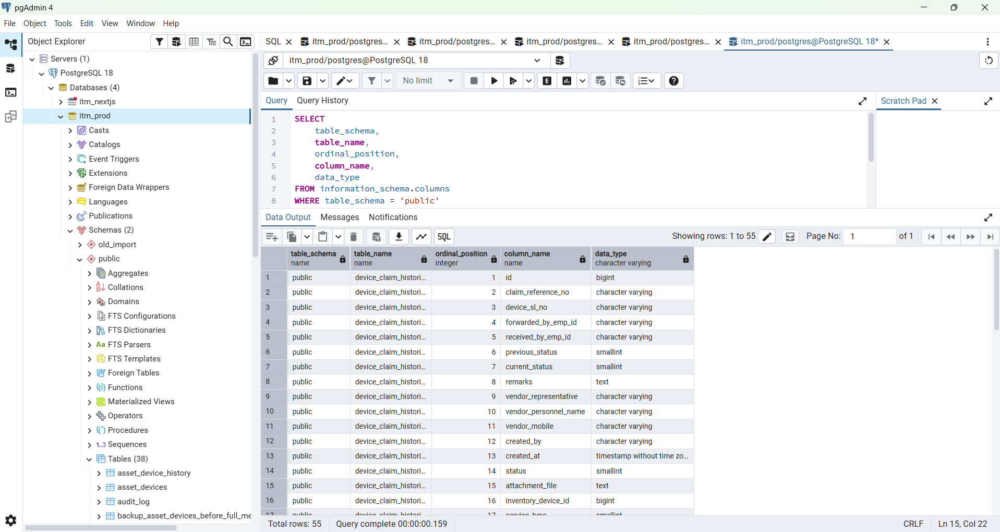 pgAdmin 4
File Object Tools Edit View Window Help
Object Explorer
Servers (1)
PostgreSQL 18
Databases (4)
itm_nextjs
itm_prod
Casts
Catalogs
Event Triggers
Extensions
Foreign Data Wrappers
Languages
Publications
Schemas (2)
old_import
public
Aggregates
Collations
Domains
FTS Configurations
FTS Dictionaries
Aa FTS Parsers
FTS Templates
Foreign Tables
Functions
Materialized Views
Operators
Procedures
1..3 Sequences
Tables (38)
asset_device_history
asset_devices
audit_log
backup_asset_devices_before_full_me
SQL itm_prod/postgres... itm_prod/postgres... itm_prod/postgres... itm_prod/postgres... itm_prod/postgres@PostgreSQL 18*
itm_prod/postgres@PostgreSQL 18
No limit E
Query Query History Scratch Pad
1 SELECT
2 table_schema,
3 table_name,
4 ordinal_position,
5 column_name,
6 data_type
7 FROM information_schema.columns
8 WHERE table_schema = 'public'
Data Output Messages Notifications
SQL Showing rows: 1 to 55 Page No: 1 of 1
table_schema table_name ordinal_position column_name data_type
name name integer name character varying
1 public device_claim_histori... 1 id bigint
2 public device_claim_histori... 2 claim_reference_no character varying
3 public device_claim_histori... 3 device_sl_no character varying
4 public device_claim_histori... 4 forwarded_by_emp_id character varying
5 public device_claim_histori... 5 received_by_emp_id character varying
6 public device_claim_histori... 6 previous_status smallint
7 public device_claim_histori... 7 current_status smallint
8 public device_claim_histori... 8 remarks text
9 public device_claim_histori... 9 vendor_representative character varying
10 public device_claim_histori... 10 vendor_personnel_name character varying
11 public device_claim_histori... 11 vendor_mobile character varying
12 public device_claim_histori... 12 created_by character varying
13 public device_claim_histori... 13 created_at timestamp without time zo...
14 public device_claim_histori... 14 status smallint
15 public device_claim_histori... 15 attachment_file text
16 public device_claim_histori... 16 inventory_device_id bigint
17 public device_claim_histori... 17 service_type smallint
Total rows: 55 Query complete 00:00:00.159 CRLF Ln 15, Col 22